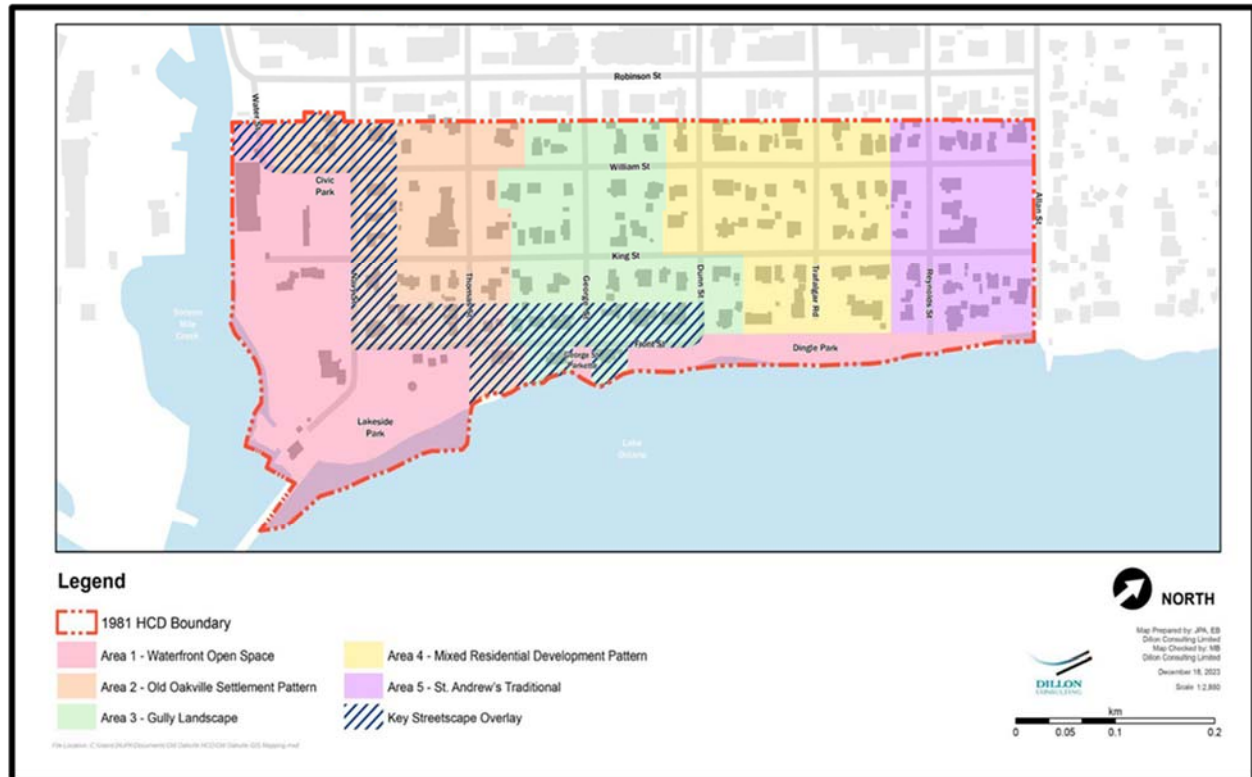 Robinson St
Water St
William St
Civic
Park
Allan St
King St
Thomas St
George St
Dunn St
Trafalgar Rd
Reynolds St
Front St
George St
Parkette
Dingle Park
Lakeside
Park
Lake
Ontario
Legend
1981 HCD Boundary
Area 1 - Waterfront Open Space
Area 2 - Old Oakville Settlement Pattern
Area 3 - Gully Landscape
Area 4 - Mixed Residential Development Pattern
Area 5 - St. Andrew's Traditional
Key Streetscape Overlay
NORTH
Map Prepared by: JPA, EB
Dillon Consulting Limited
Map Checked by: MB
Dillon Consulting Limited
December 18, 2023
Scale 1:2,880
DILLON
CONSULTING
km
0 0.05 0.1 0.2